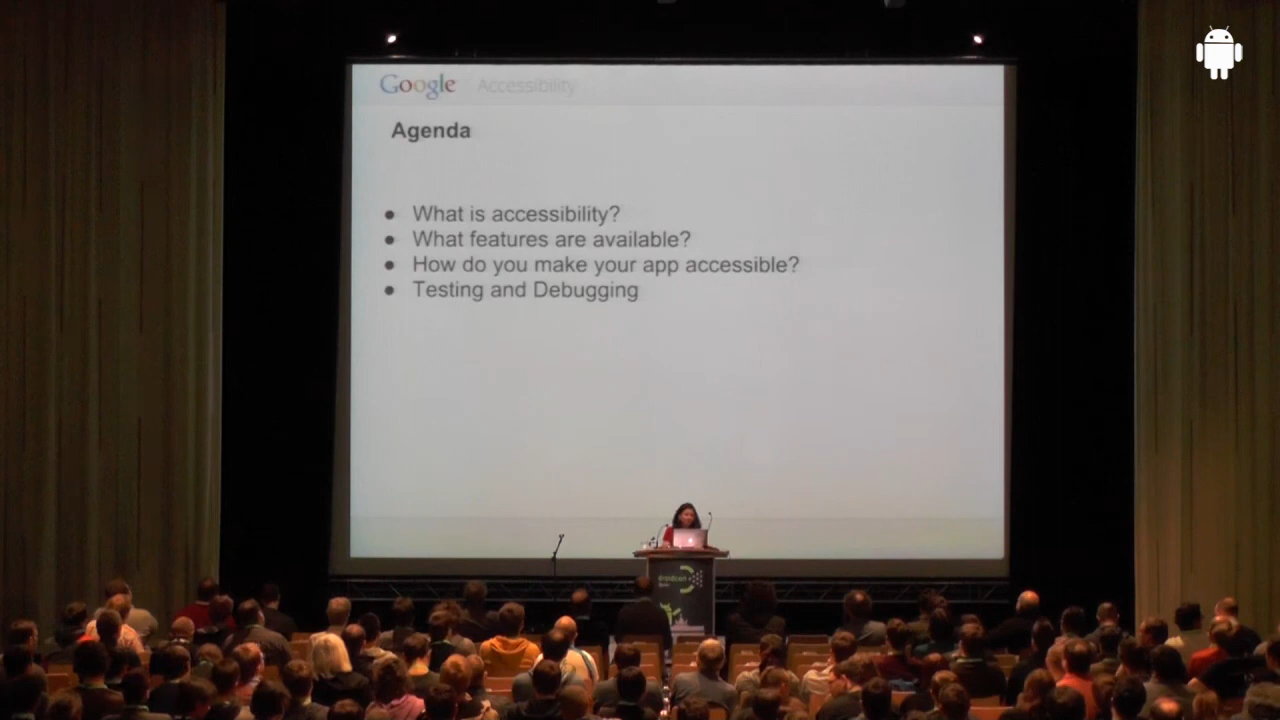 Google Accessibility
Agenda
● What is accessibility?
● What features are available?
● How do you make your app accessible?
● Testing and Debugging
droidcon